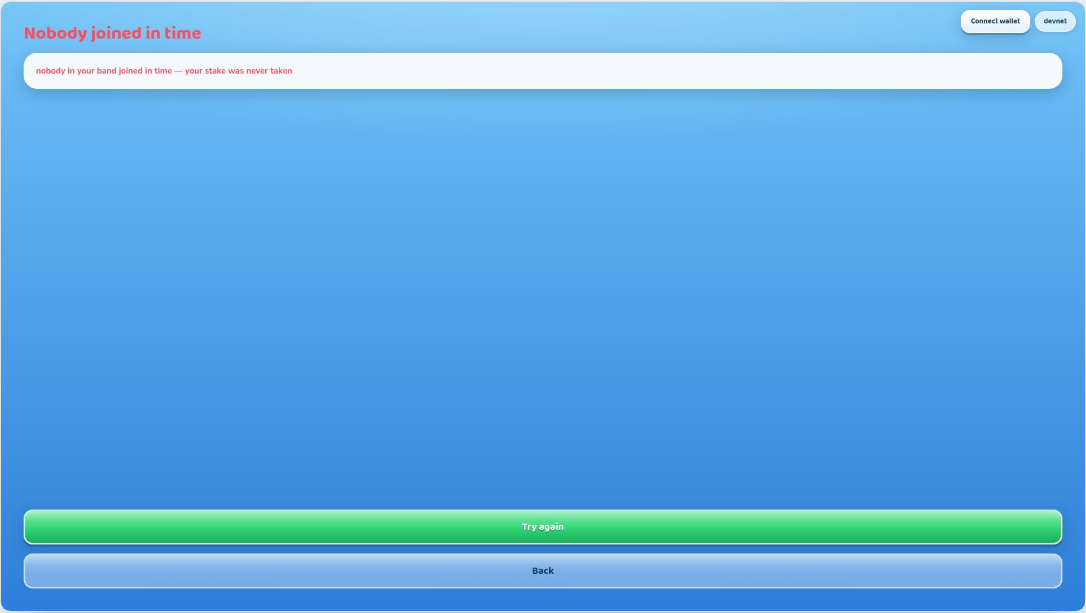 Nobody joined in time
Connect wallet
devnet
nobody in your band joined in time — your stake was never taken
Try again
Back